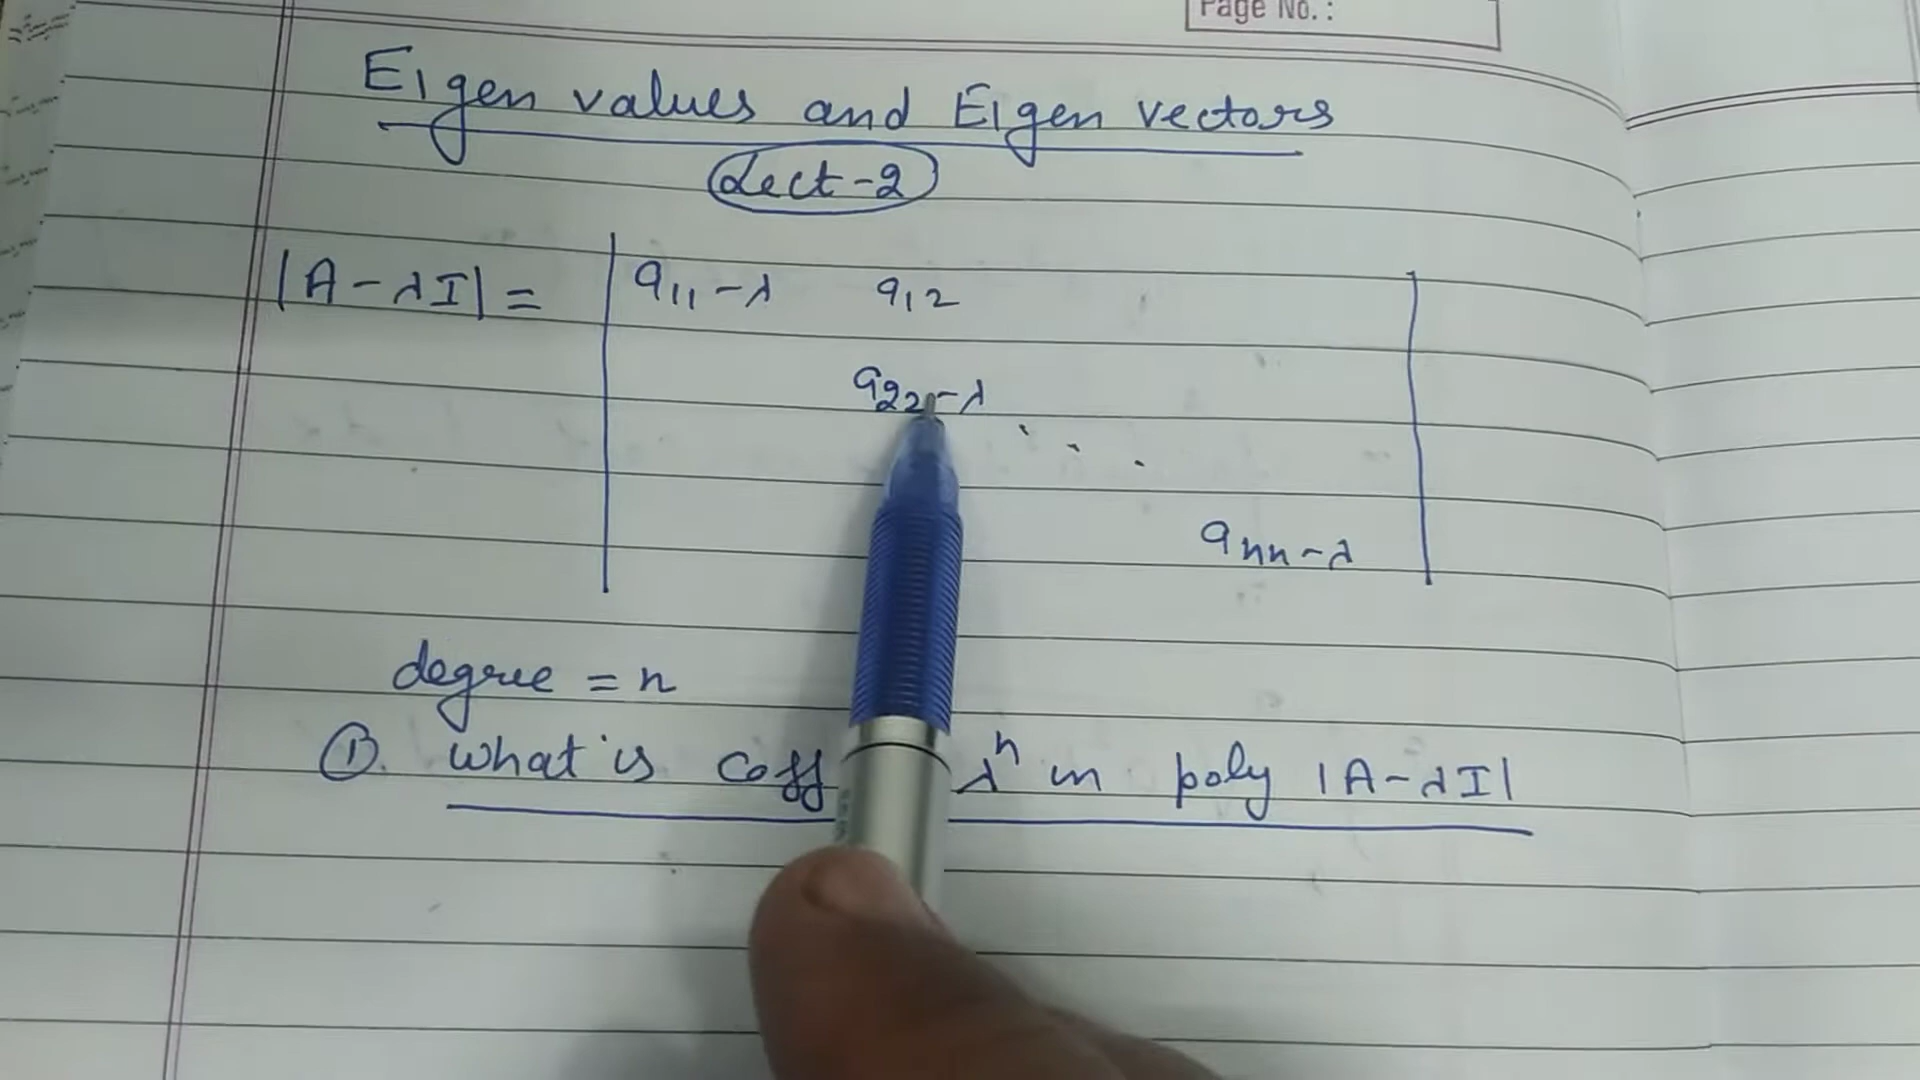 Page No. :
Eigen values and Eigen vectors
Lect-2
|A - λI| = | a11 - λ a12
a22 - λ
. . .
ann - λ |
degree = n
①. what is coff λ^n in poly |A - λI|